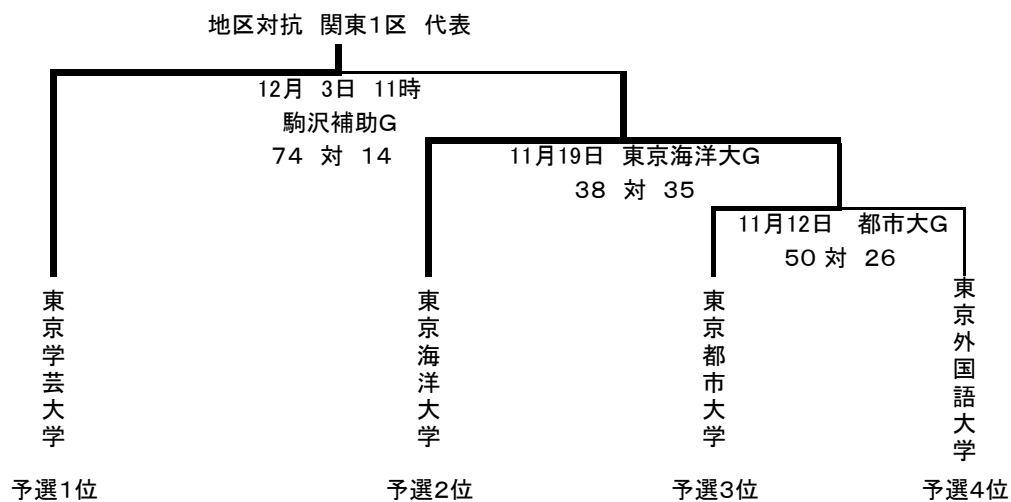 地区対抗 関東1区 代表
12月 3日 11時
駒沢補助G
74 対 14
11月19日 東京海洋大G
38 対 35
11月12日 都市大G
50 対 26
東京学芸大学
東京海洋大学
東京都市大学
東京外国語大学
予選1位
予選2位
予選3位
予選4位